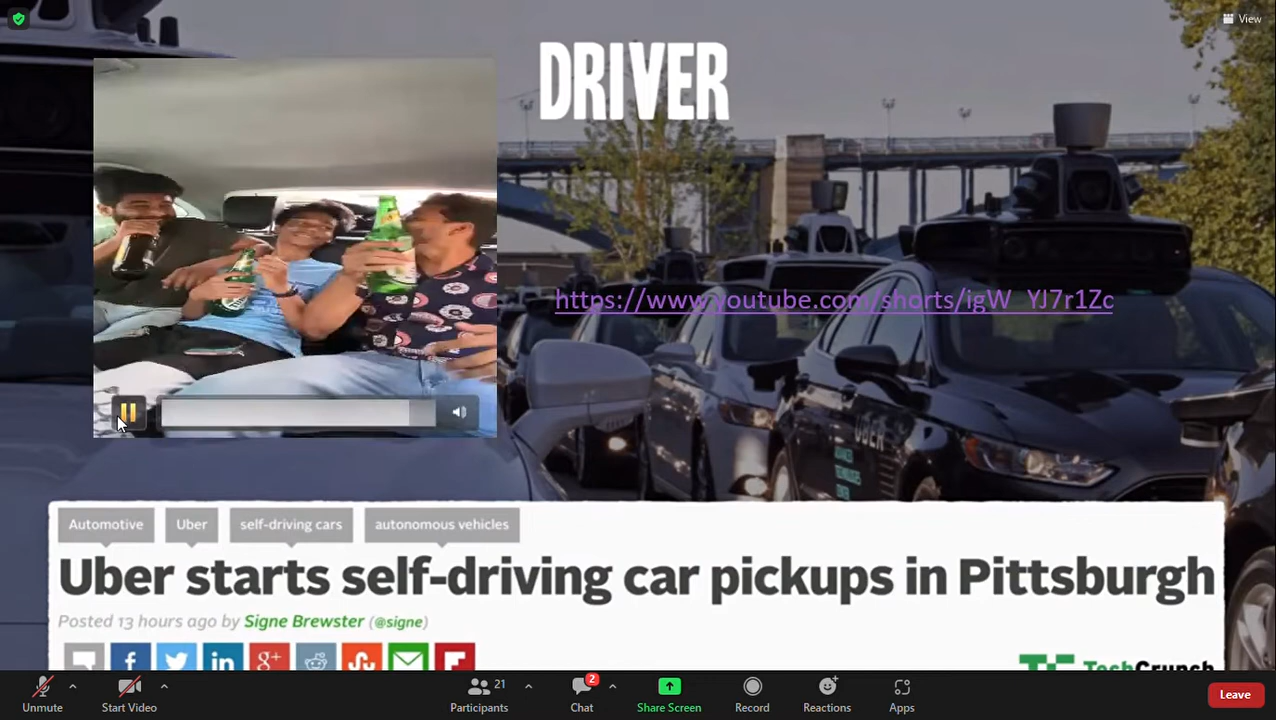 View
DRIVER
https://www.youtube.com/shorts/igW_YJ7r1Zc
UBER
Automotive
Uber
self-driving cars
autonomous vehicles
Uber starts self-driving car pickups in Pittsburgh
Posted 13 hours ago by Signe Brewster (@signe)
f
in
g+
TechCrunch
Unmute
Start Video
21
Participants
2
Chat
Share Screen
Record
Reactions
Apps
Leave